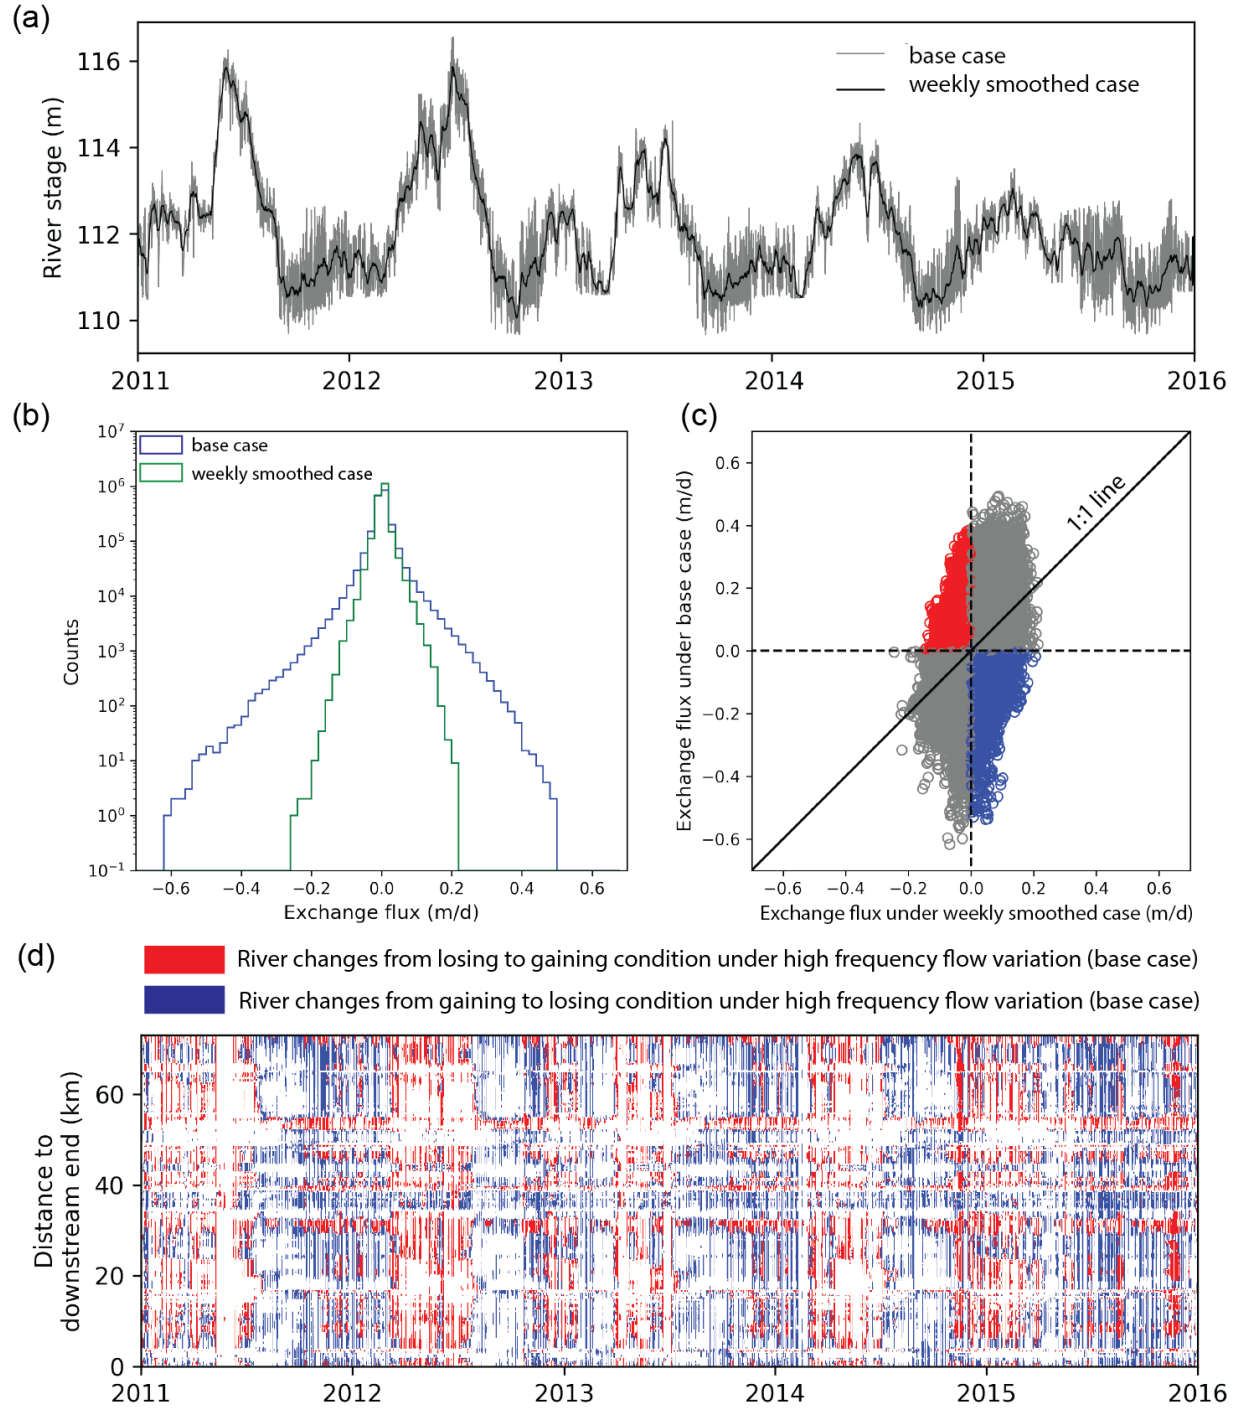 (a)
River stage (m)
116
114
112
110
base case
weekly smoothed case
2011 2012 2013 2014 2015 2016
(b)
Counts
10^7
10^6
10^5
10^4
10^3
10^2
10^1
10^0
10^-1
base case
weekly smoothed case
−0.6 −0.4 −0.2 0.0 0.2 0.4 0.6
Exchange flux (m/d)
(c)
Exchange flux under base case (m/d)
0.6
0.4
0.2
0.0
−0.2
−0.4
−0.6
1:1 line
−0.6 −0.4 −0.2 0.0 0.2 0.4 0.6
Exchange flux under weekly smoothed case (m/d)
(d)
River changes from losing to gaining condition under high frequency flow variation (base case)
River changes from gaining to losing condition under high frequency flow variation (base case)
Distance to
downstream end (km)
60
40
20
0
2011 2012 2013 2014 2015 2016